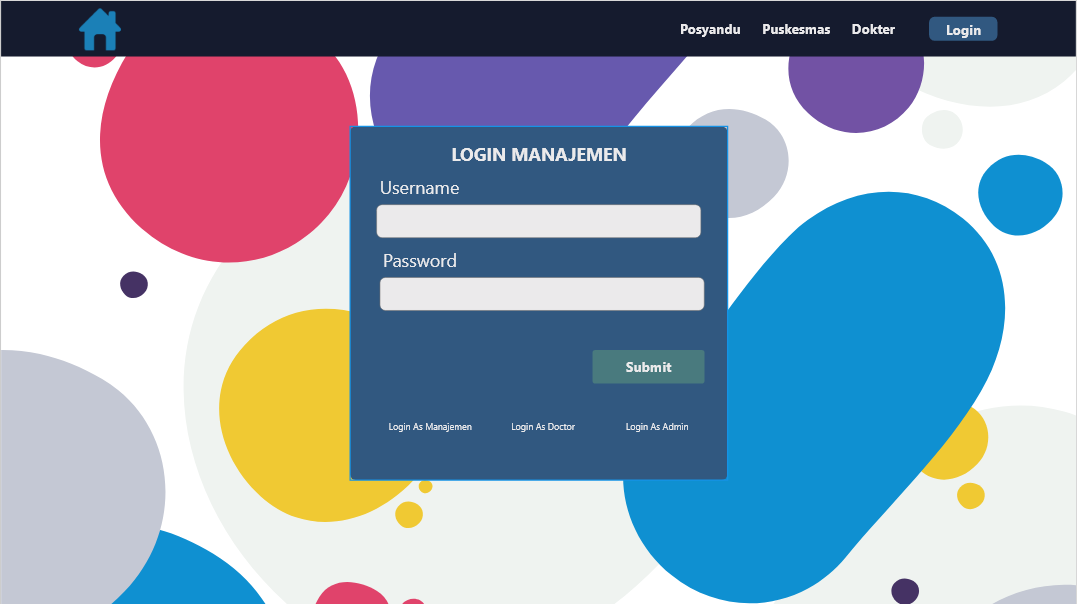 Posyandu Puskesmas Dokter Login
LOGIN MANAJEMEN
Username
Password
Submit
Login As Manajemen Login As Doctor Login As Admin